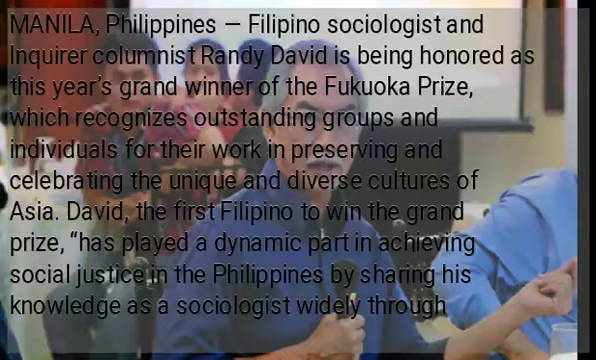 MANILA, Philippines — Filipino sociologist and
Inquirer columnist Randy David is being honored as
this year’s grand winner of the Fukuoka Prize,
which recognizes outstanding groups and
individuals for their work in preserving and
celebrating the unique and diverse cultures of
Asia. David, the first Filipino to win the grand
prize, “has played a dynamic part in achieving
social justice in the Philippines by sharing his
knowledge as a sociologist widely through